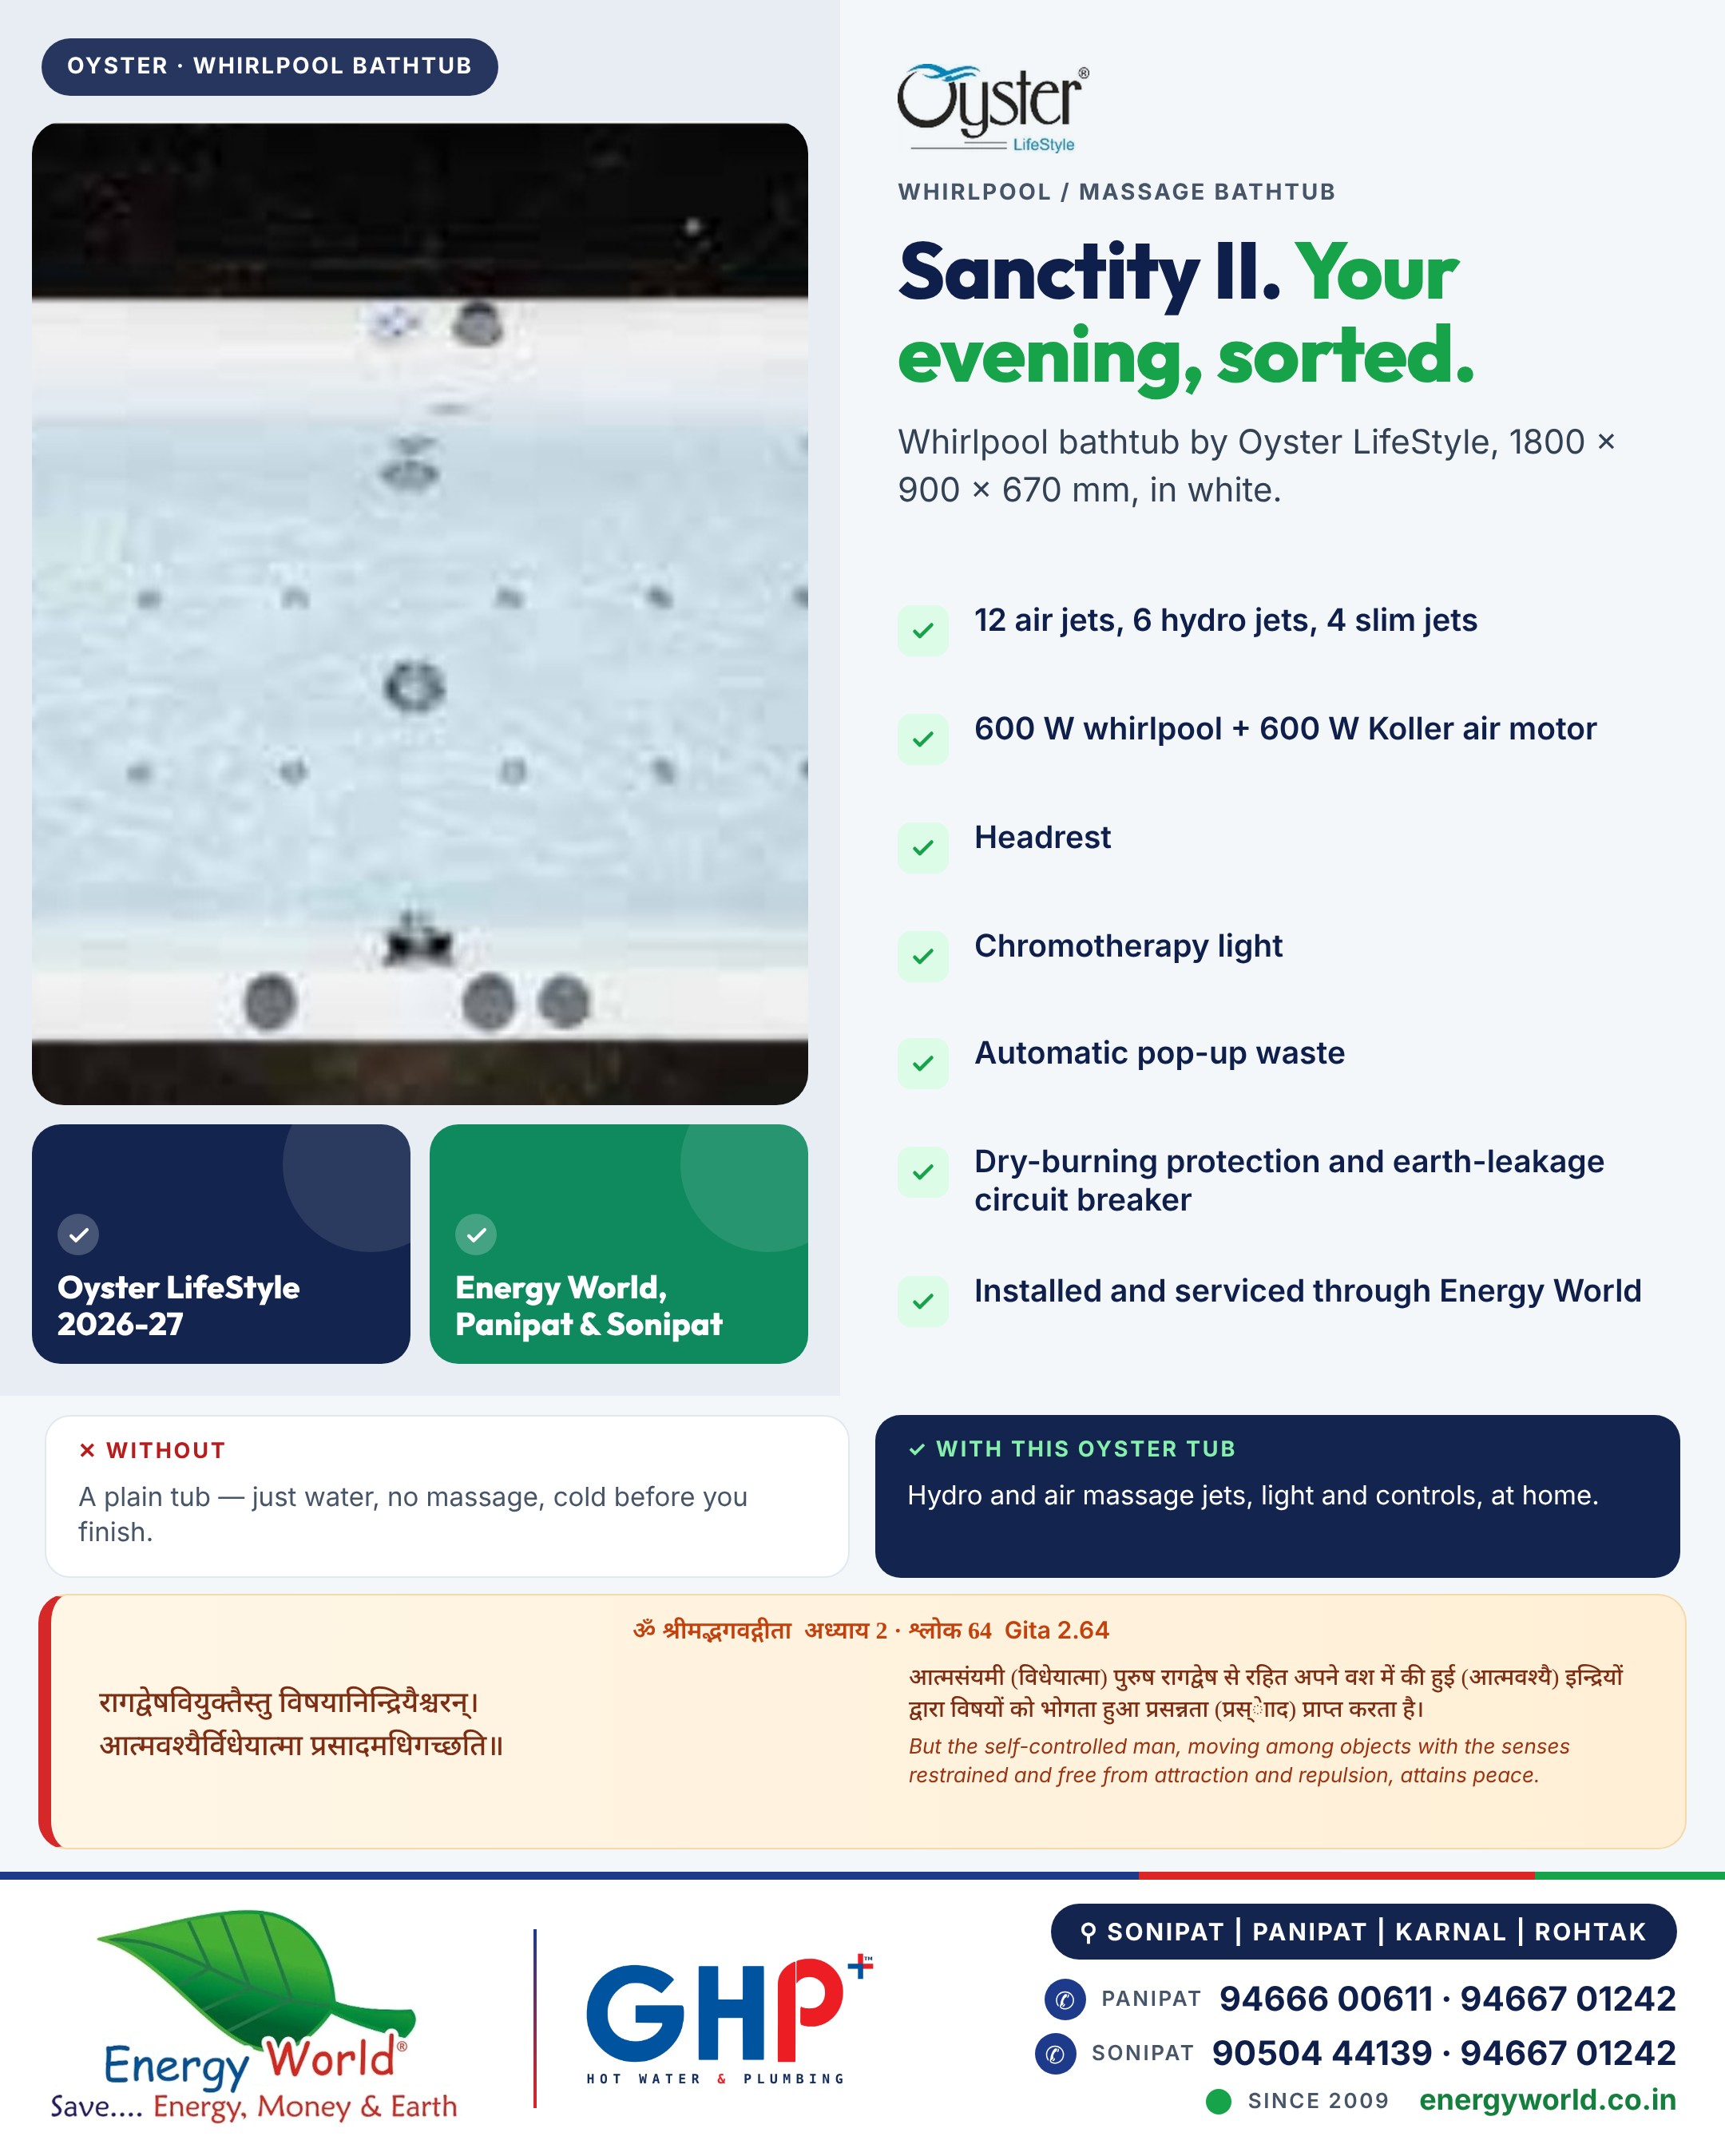 OYSTER · WHIRLPOOL BATHTUB
Oyster®
LifeStyle
WHIRLPOOL / MASSAGE BATHTUB
Sanctity II. Your
evening, sorted.
Whirlpool bathtub by Oyster LifeStyle, 1800 ×
900 × 670 mm, in white.
12 air jets, 6 hydro jets, 4 slim jets
600 W whirlpool + 600 W Koller air motor
Headrest
Chromotherapy light
Automatic pop-up waste
Dry-burning protection and earth-leakage
circuit breaker
Installed and serviced through Energy World
Oyster LifeStyle
2026-27
Energy World,
Panipat & Sonipat
✕ WITHOUT
A plain tub — just water, no massage, cold before you
finish.
✓ WITH THIS OYSTER TUB
Hydro and air massage jets, light and controls, at home.
ॐ श्रीमद्भगवद्गीता अध्याय 2 · श्लोक 64 Gita 2.64
रागद्वेषवियुक्तैस्तु विषयानिन्द्रियैश्चरन्।
आत्मवश्यैर्विधेयात्मा प्रसादमधिगच्छति॥
आत्मसंयमी (विधेयात्मा) पुरुष रागद्वेष से रहित अपने वश में की हुई (आत्मवश्यै) इन्द्रियों
द्वारा विषयों को भोगता हुआ प्रसन्नता (प्रस्ाेाद) प्राप्त करता है।
But the self-controlled man, moving among objects with the senses
restrained and free from attraction and repulsion, attains peace.
Energy World®
Save.... Energy, Money & Earth
GHP+™
HOT WATER & PLUMBING
SONIPAT | PANIPAT | KARNAL | ROHTAK
PANIPAT 94666 00611 · 94667 01242
SONIPAT 90504 44139 · 94667 01242
SINCE 2009 energyworld.co.in